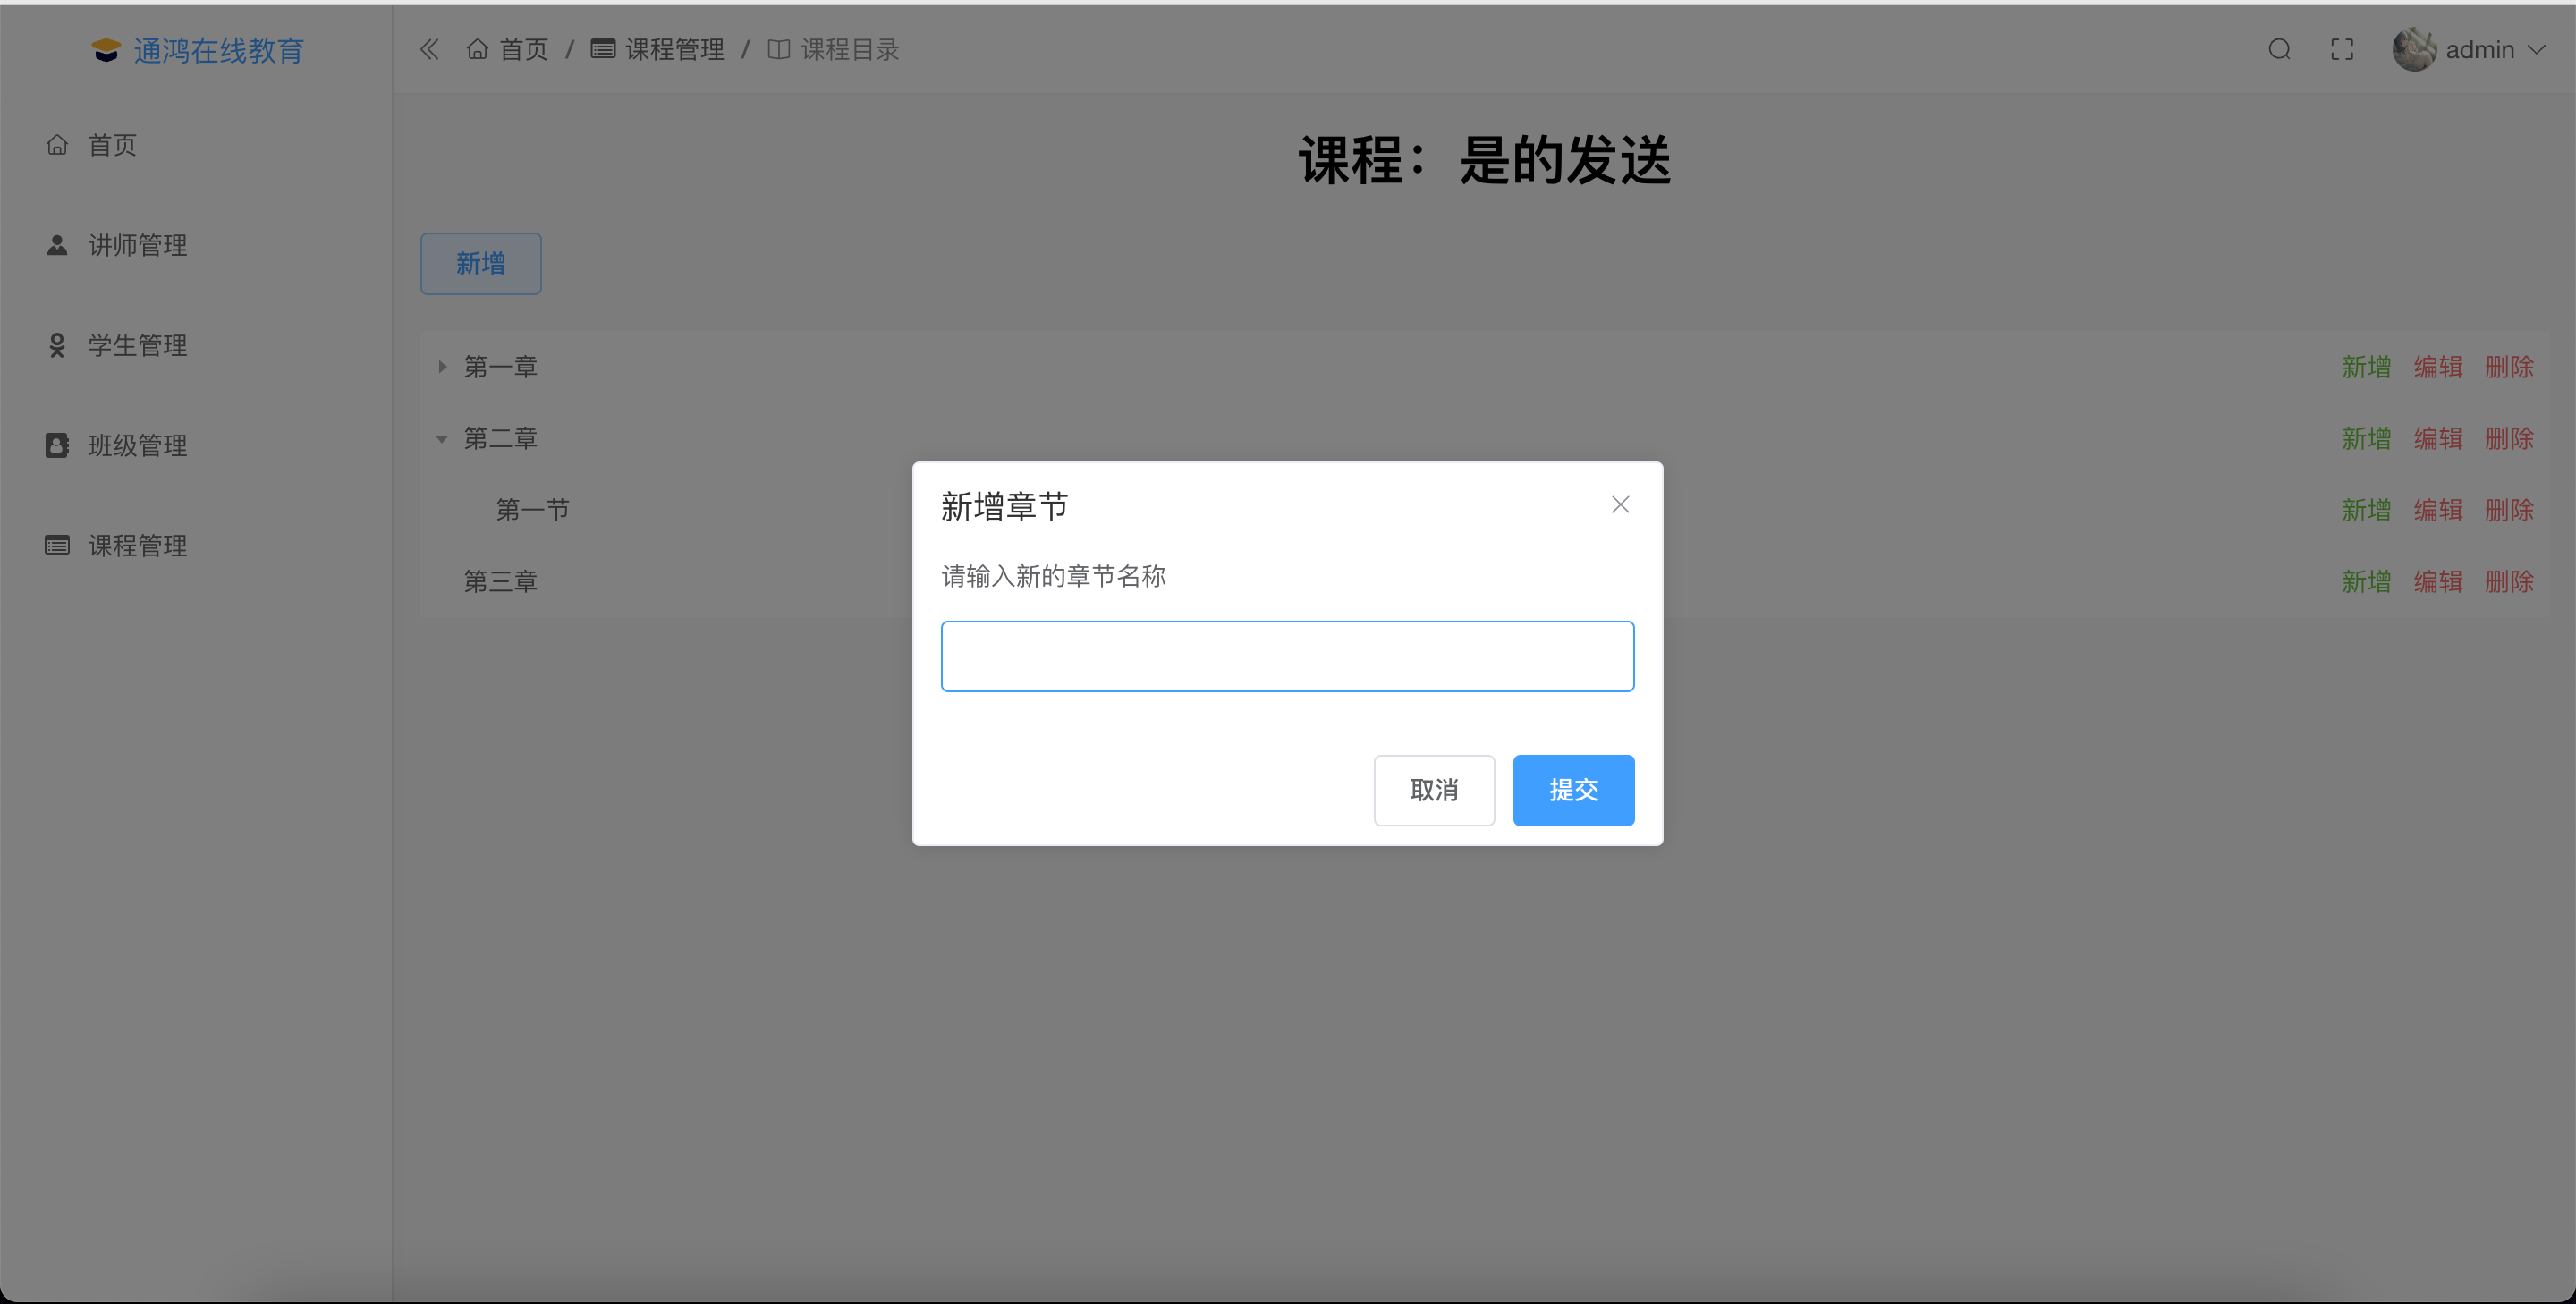 通鸿在线教育
首页 / 课程管理 / 课程目录
admin
首页
讲师管理
学生管理
班级管理
课程管理
课程：是的发送
新增
第一章 新增 编辑 删除
第二章 新增 编辑 删除
第一节 新增 编辑 删除
第三章 新增 编辑 删除
新增章节
请输入新的章节名称
取消 提交